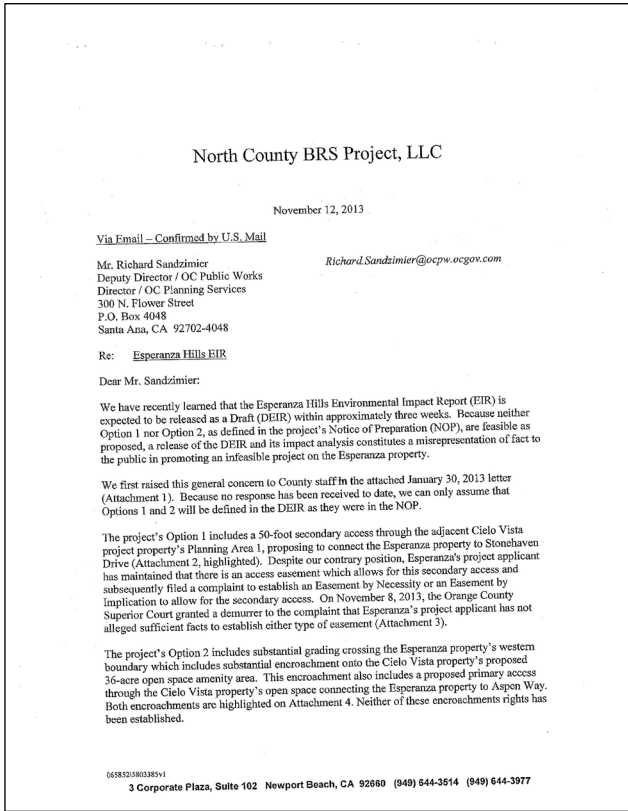 North County BRS Project, LLC
November 12, 2013
Via Email – Confirmed by U.S. Mail
Mr. Richard Sandzimier
Richard.Sandzimier@ocpw.ocgov.com
Deputy Director / OC Public Works
Director / OC Planning Services
300 N. Flower Street
P.O. Box 4048
Santa Ana, CA 92702-4048
Re: Esperanza Hills EIR
Dear Mr. Sandzimier:
We have recently learned that the Esperanza Hills Environmental Impact Report (EIR) is
expected to be released as a Draft (DEIR) within approximately three weeks. Because neither
Option 1 nor Option 2, as defined in the project's Notice of Preparation (NOP), are feasible as
proposed, a release of the DEIR and its impact analysis constitutes a misrepresentation of fact to
the public in promoting an infeasible project on the Esperanza property.
We first raised this general concern to County staff in the attached January 30, 2013 letter
(Attachment 1). Because no response has been received to date, we can only assume that
Options 1 and 2 will be defined in the DEIR as they were in the NOP.
The project's Option 1 includes a 50-foot secondary access through the adjacent Cielo Vista
project property's Planning Area 1, proposing to connect the Esperanza property to Stonehaven
Drive (Attachment 2, highlighted). Despite our contrary position, Esperanza's project applicant
has maintained that there is an access easement which allows for this secondary access and
subsequently filed a complaint to establish an Easement by Necessity or an Easement by
Implication to allow for the secondary access. On November 8, 2013, the Orange County
Superior Court granted a demurrer to the complaint that Esperanza's project applicant has not
alleged sufficient facts to establish either type of easement (Attachment 3).
The project's Option 2 includes substantial grading crossing the Esperanza property's western
boundary which includes substantial encroachment onto the Cielo Vista property's proposed
36-acre open space amenity area. This encroachment also includes a proposed primary access
through the Cielo Vista property's open space connecting the Esperanza property to Aspen Way.
Both encroachments are highlighted on Attachment 4. Neither of these encroachments rights has
been established.
065852\5803385v1
3 Corporate Plaza, Suite 102 Newport Beach, CA 92660 (949) 644-3514 (949) 644-3977